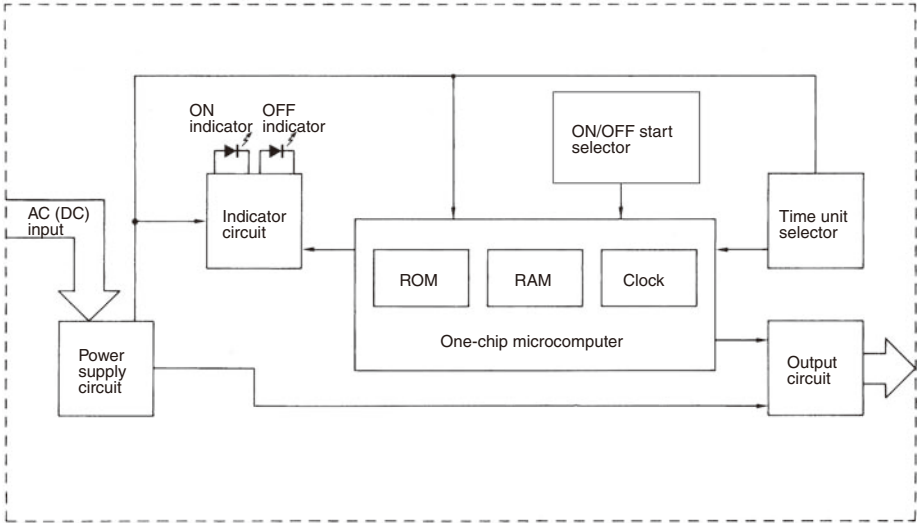 ON
indicator
OFF
indicator
ON/OFF start
selector
AC (DC)
input
Indicator
circuit
Time unit
selector
ROM
RAM
Clock
One-chip microcomputer
Power
supply
circuit
Output
circuit